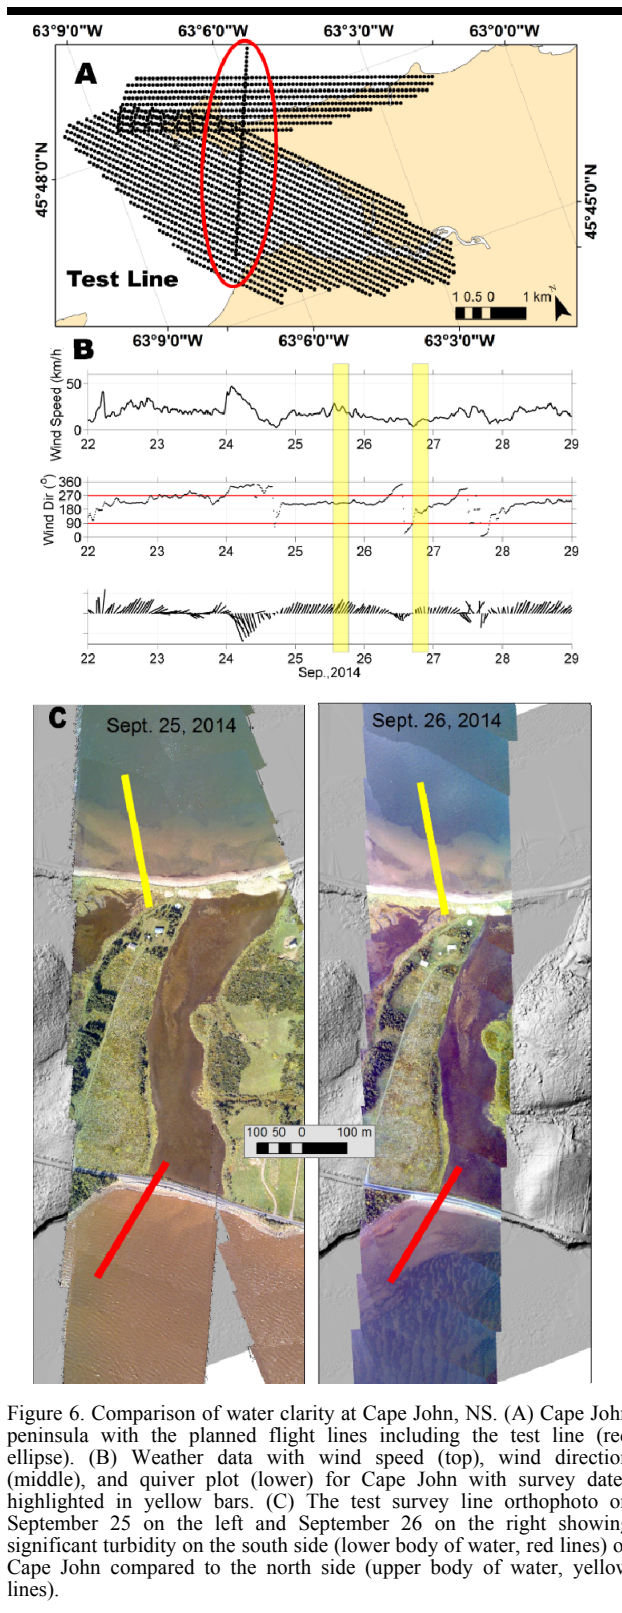 63°9'0"W 63°6'0"W 63°3'0"W 63°0'0"W
A
45°48'0"N
45°45'0"N
Test Line
1 0.5 0 1 km
N
63°9'0"W 63°6'0"W 63°3'0"W
B
Wind Speed (km/h
50
0
22 23 24 25 26 27 28 29
Wind Dir (°)
360
270
180
90
0
22 23 24 25 26 27 28 29
22 23 24 25 26 27 28 29
Sep.,2014
C
Sept. 25, 2014
Sept. 26, 2014
100 50 0 100 m
Figure 6. Comparison of water clarity at Cape John, NS. (A) Cape John
peninsula with the planned flight lines including the test line (red
ellipse). (B) Weather data with wind speed (top), wind direction
(middle), and quiver plot (lower) for Cape John with survey date
highlighted in yellow bars. (C) The test survey line orthophoto on
September 25 on the left and September 26 on the right showing
significant turbidity on the south side (lower body of water, red lines) o
Cape John compared to the north side (upper body of water, yellow
lines).